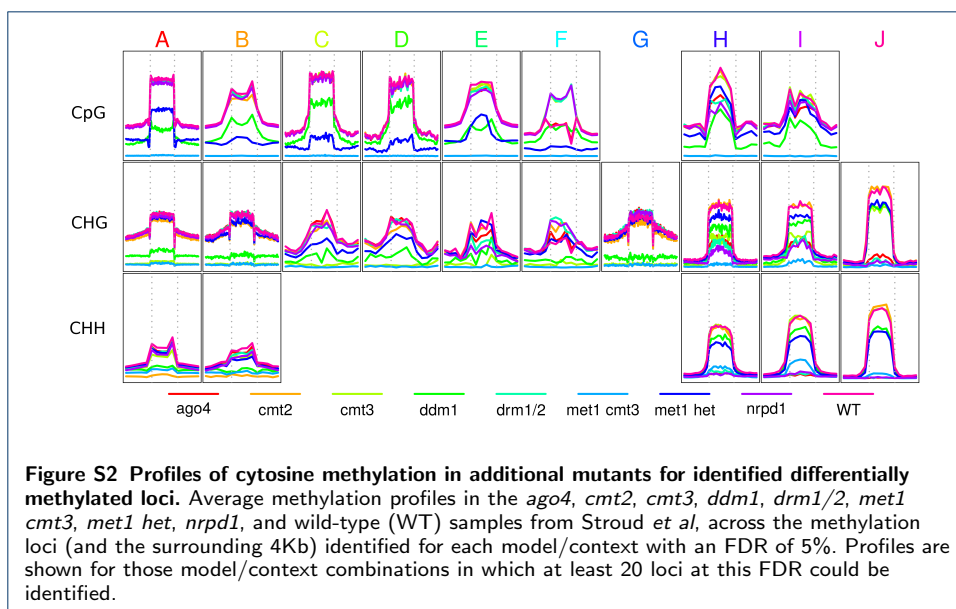 A B C D E F G H I J
CpG
CHG
CHH
ago4 cmt2 cmt3 ddm1 drm1/2 met1 cmt3 met1 het nrpd1 WT
Figure S2 Profiles of cytosine methylation in additional mutants for identified differentially
methylated loci. Average methylation profiles in the ago4, cmt2, cmt3, ddm1, drm1/2, met1
cmt3, met1 het, nrpd1, and wild-type (WT) samples from Stroud et al, across the methylation
loci (and the surrounding 4Kb) identified for each model/context with an FDR of 5%. Profiles are
shown for those model/context combinations in which at least 20 loci at this FDR could be
identified.